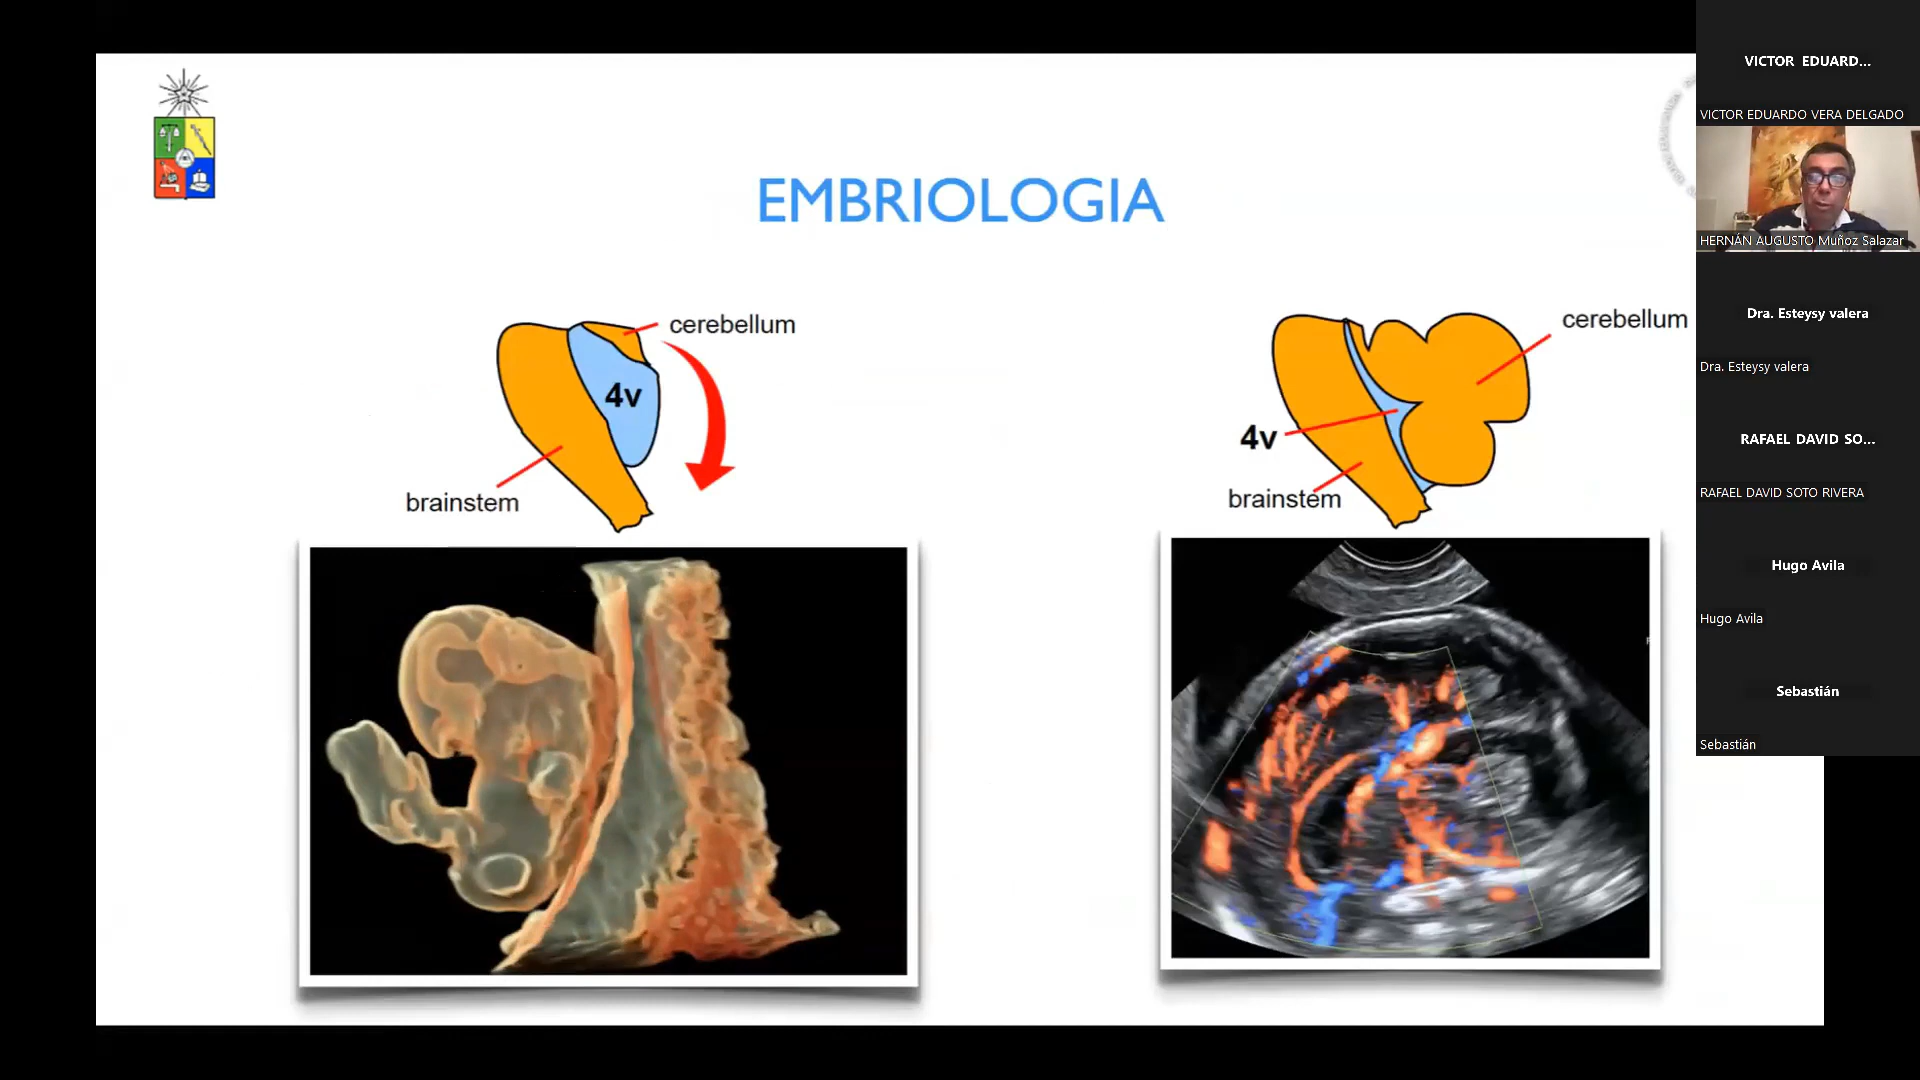 EMBRIOLOGIA
cerebellum
4v
brainstem
cerebellum
4v
brainstem
VICTOR EDUARD...
VICTOR EDUARDO VERA DELGADO
HERNÁN AUGUSTO Muñoz Salazar
Dra. Esteysy valera
Dra. Esteysy valera
RAFAEL DAVID SO...
RAFAEL DAVID SOTO RIVERA
Hugo Avila
Hugo Avila
Sebastián
Sebastián